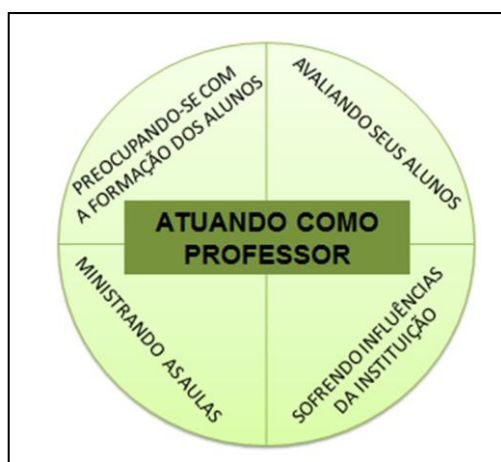 PREOCUPANDO-SE COM
A FORMAÇÃO DOS ALUNOS
AVALIANDO SEUS ALUNOS
ATUANDO COMO
PROFESSOR
MINISTRANDO AS AULAS
SOFRENDO INFLUÊNCIAS
DA INSTITUIÇÃO